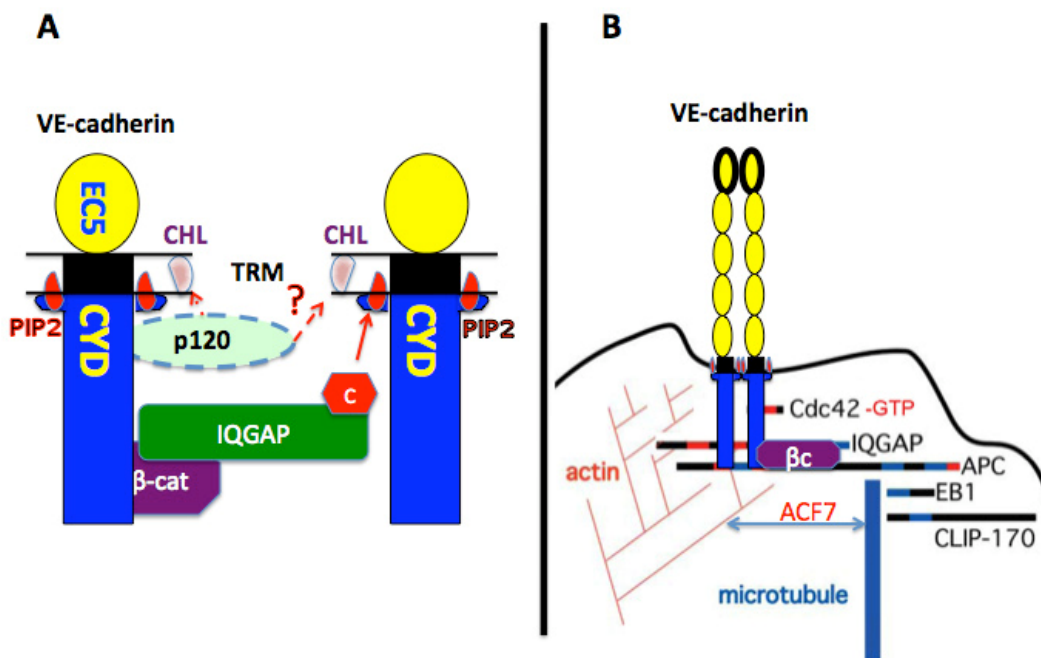 A
VE-cadherin
EC5
CHL
CHL
TRM
?
PIP2
PIP2
CYD
CYD
p120
C
IQGAP
β-cat
B
VE-cadherin
Cdc42 -GTP
IQGAP
βc
APC
actin
EB1
ACF7
CLIP-170
microtubule